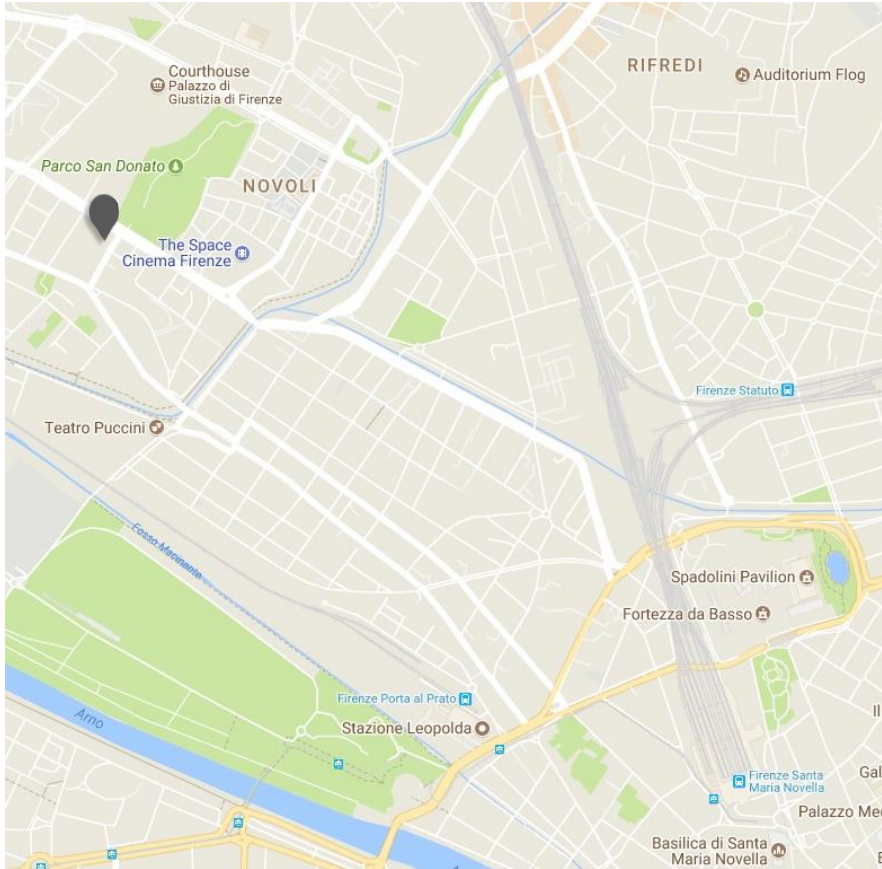 RIFREDI
Courthouse
Palazzo di
Giustizia di Firenze
Auditorium Flog
Parco San Donato
NOVOLI
The Space
Cinema Firenze
Firenze Statuto
Teatro Puccini
Fosso Macinante
Spadolini Pavilion
Fortezza da Basso
Firenze Porta al Prato
Arno
Stazione Leopolda
Il
Firenze Santa
Maria Novella
Gal
Palazzo Med
Basilica di Santa
Maria Novella